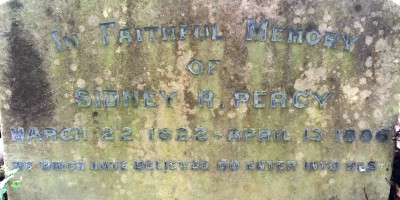 IN FAITHFUL MEMORY
OF
SIDNEY R. PERCY
MARCH 22 1822 - APRIL 13 1886
WE WHICH HAVE BELIEVED DO ENTER INTO REST